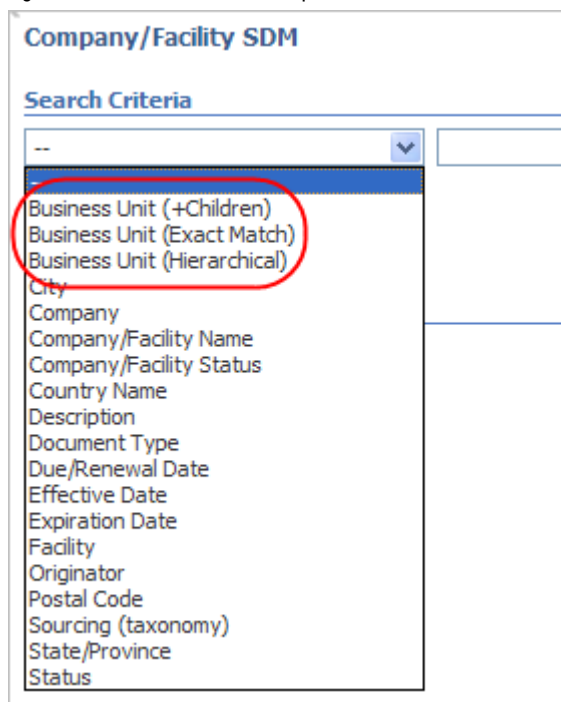 Company/Facility SDM
Search Criteria
--
--
Business Unit (+Children)
Business Unit (Exact Match)
Business Unit (Hierarchical)
City
Company
Company/Facility Name
Company/Facility Status
Country Name
Description
Document Type
Due/Renewal Date
Effective Date
Expiration Date
Facility
Originator
Postal Code
Sourcing (taxonomy)
State/Province
Status